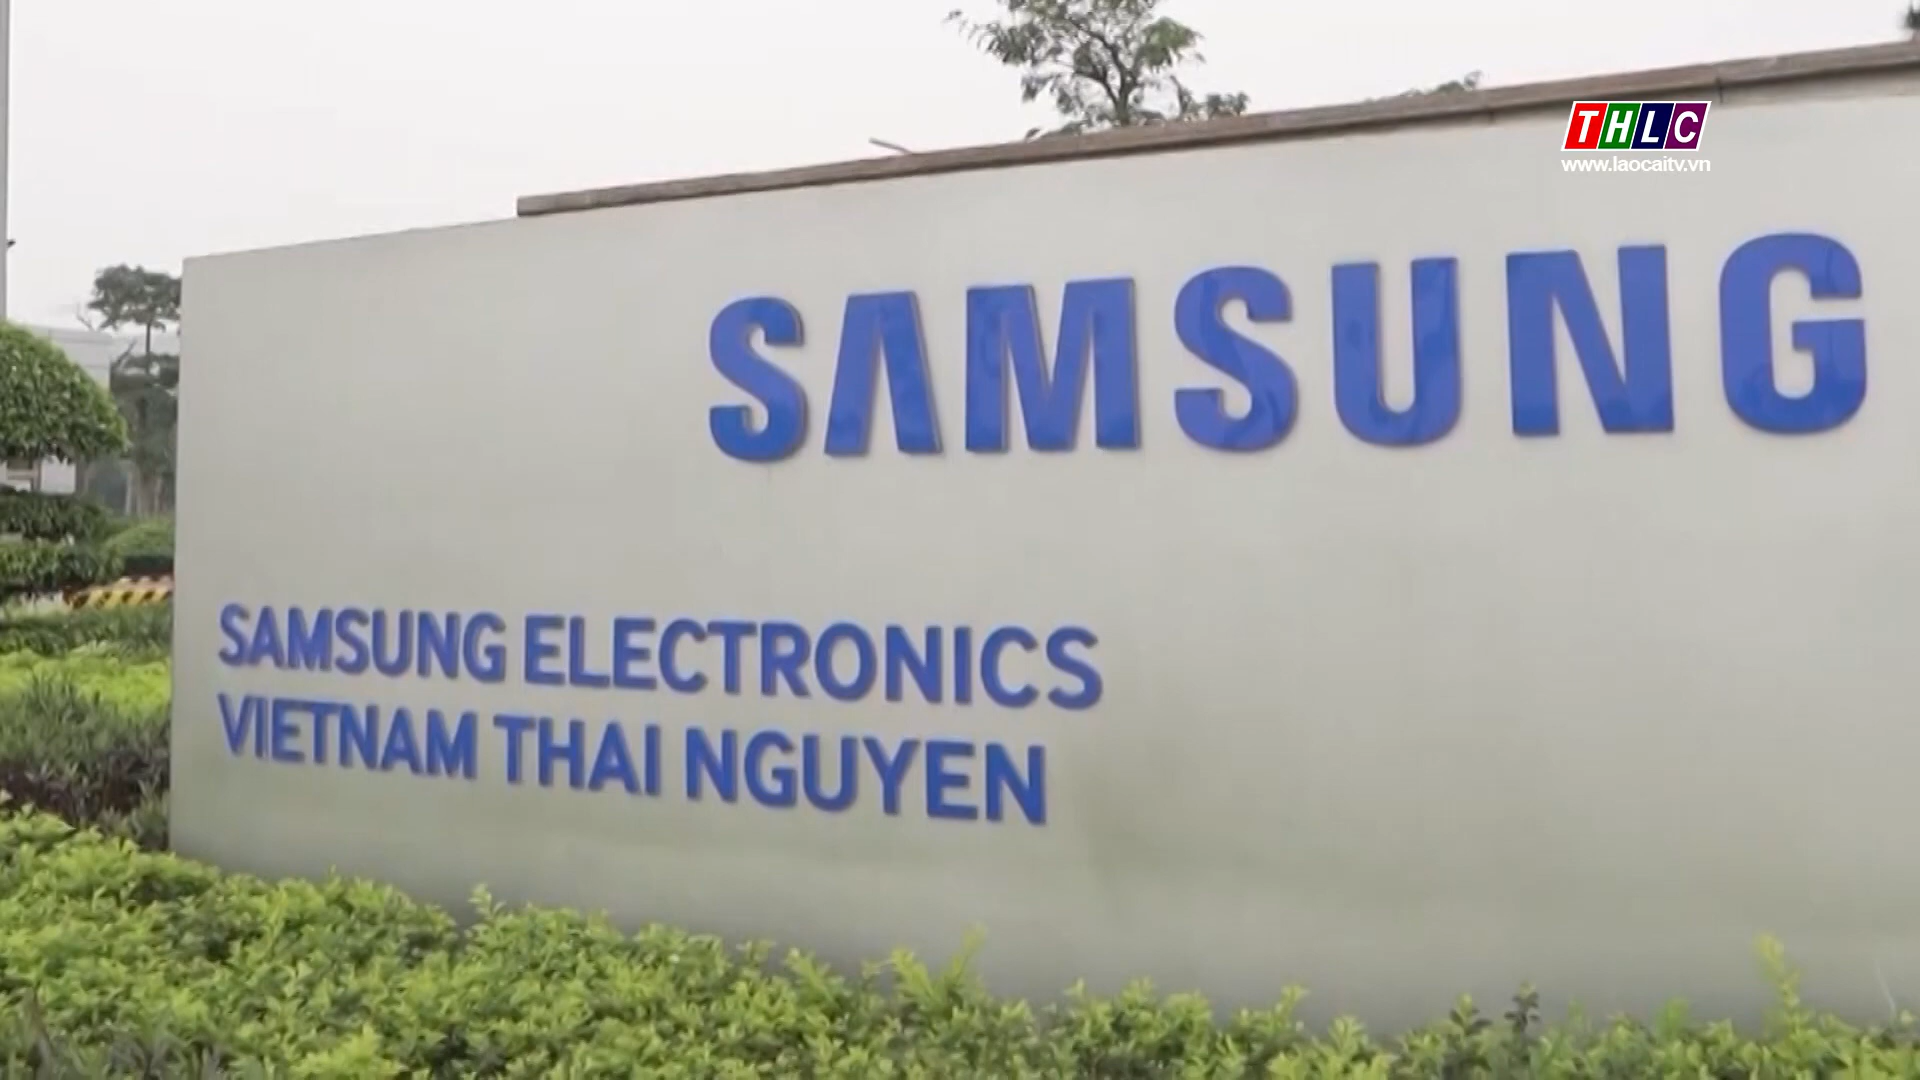 THLC
www.laocaitv.vn
SAMSUNG
SAMSUNG ELECTRONICS
VIETNAM THAI NGUYEN